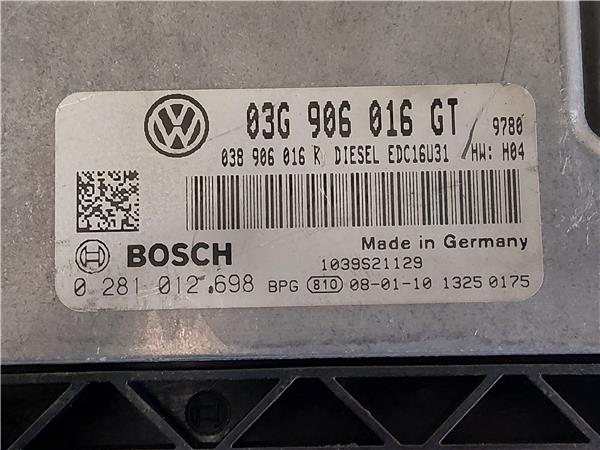 03G 906 016 GT 9780
038 906 016 K DIESEL EDC16U31 HW: H04
BOSCH Made in Germany
1039S21129
0 281 012 698 BPG 810 08-01-10 1325 0175